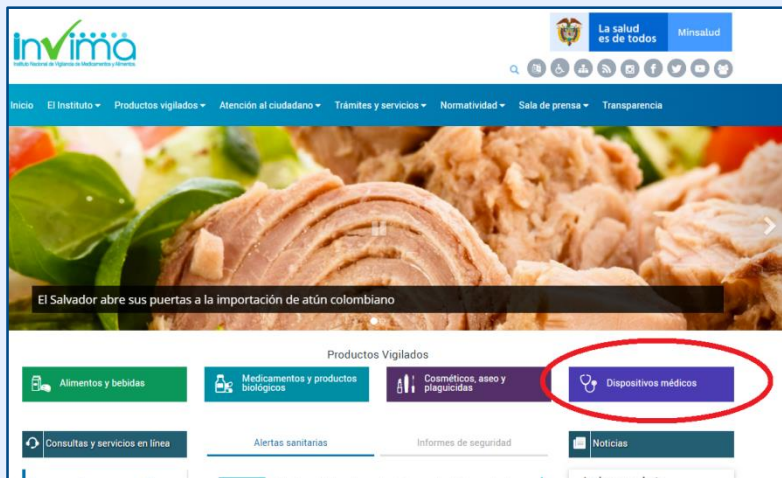 invima
Instituto Nacional de Vigilancia de Medicamentos y Alimentos
La salud
es de todos
Minsalud
Inicio
El Instituto
Productos vigilados
Atención al ciudadano
Trámites y servicios
Normatividad
Sala de prensa
Transparencia
El Salvador abre sus puertas a la importación de atún colombiano
Productos Vigilados
Alimentos y bebidas
Medicamentos y productos
biológicos
Cosméticos, aseo y
plaguicidas
Dispositivos médicos
Consultas y servicios en línea
Alertas sanitarias
Informes de seguridad
Noticias